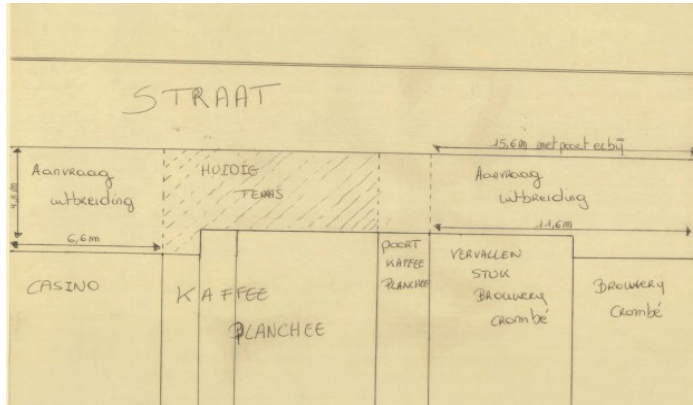 STRAAT
15,6m met poort erbij
Aanvraag
uitbreiding
HUIDIG
TERRAS
Aanvraag
uitbreiding
4,8m
6,6m
11,6m
CASINO
KAFFEE
PLANCHEE
POORT
KAFFEE
PLANCHEE
VERVALLEN
STUK
BROUWERY
CROMBÉ
BROUWERY
CROMBÉ